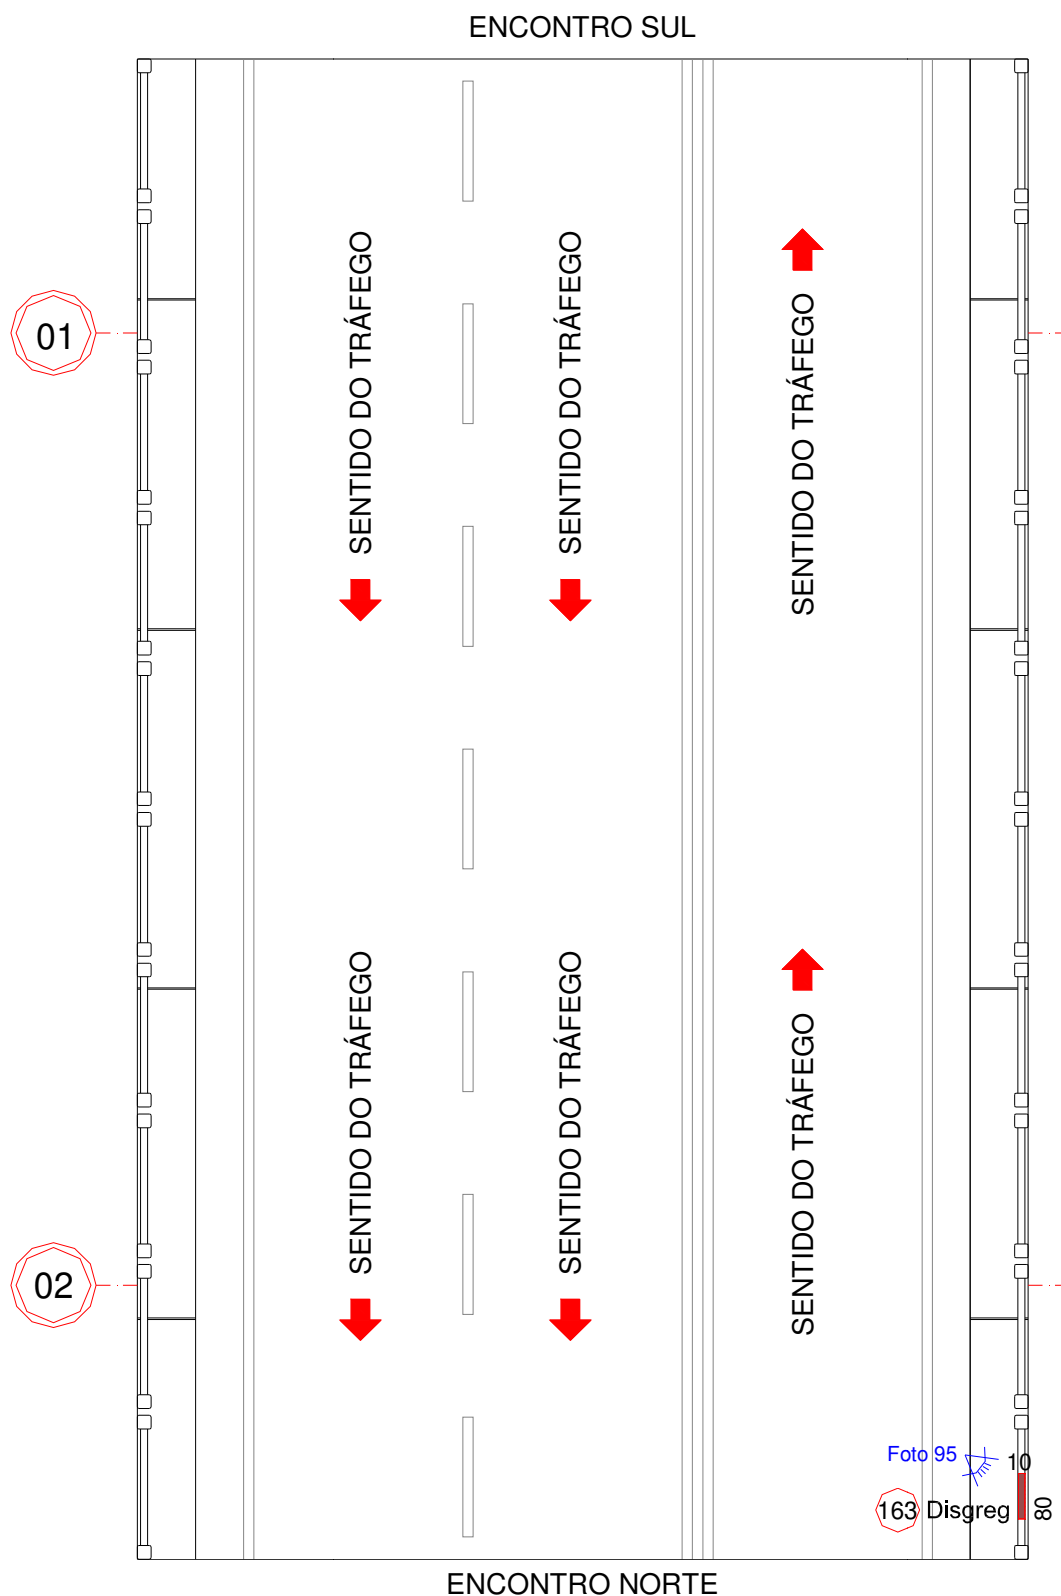 ENCONTRO SUL
SENTIDO DO TRÁFEGO
SENTIDO DO TRÁFEGO
SENTIDO DO TRÁFEGO
01
SENTIDO DO TRÁFEGO
SENTIDO DO TRÁFEGO
SENTIDO DO TRÁFEGO
02
Foto 95
10
163 Disgreg
80
ENCONTRO NORTE